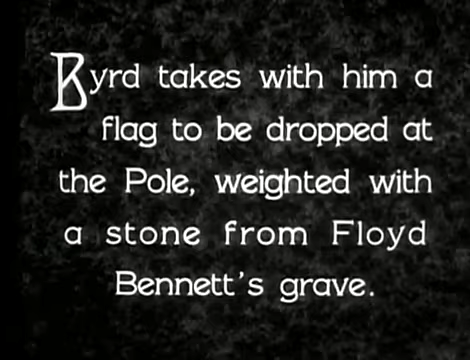 Byrd takes with him a
flag to be dropped at
the Pole, weighted with
a stone from Floyd
Bennett's grave.